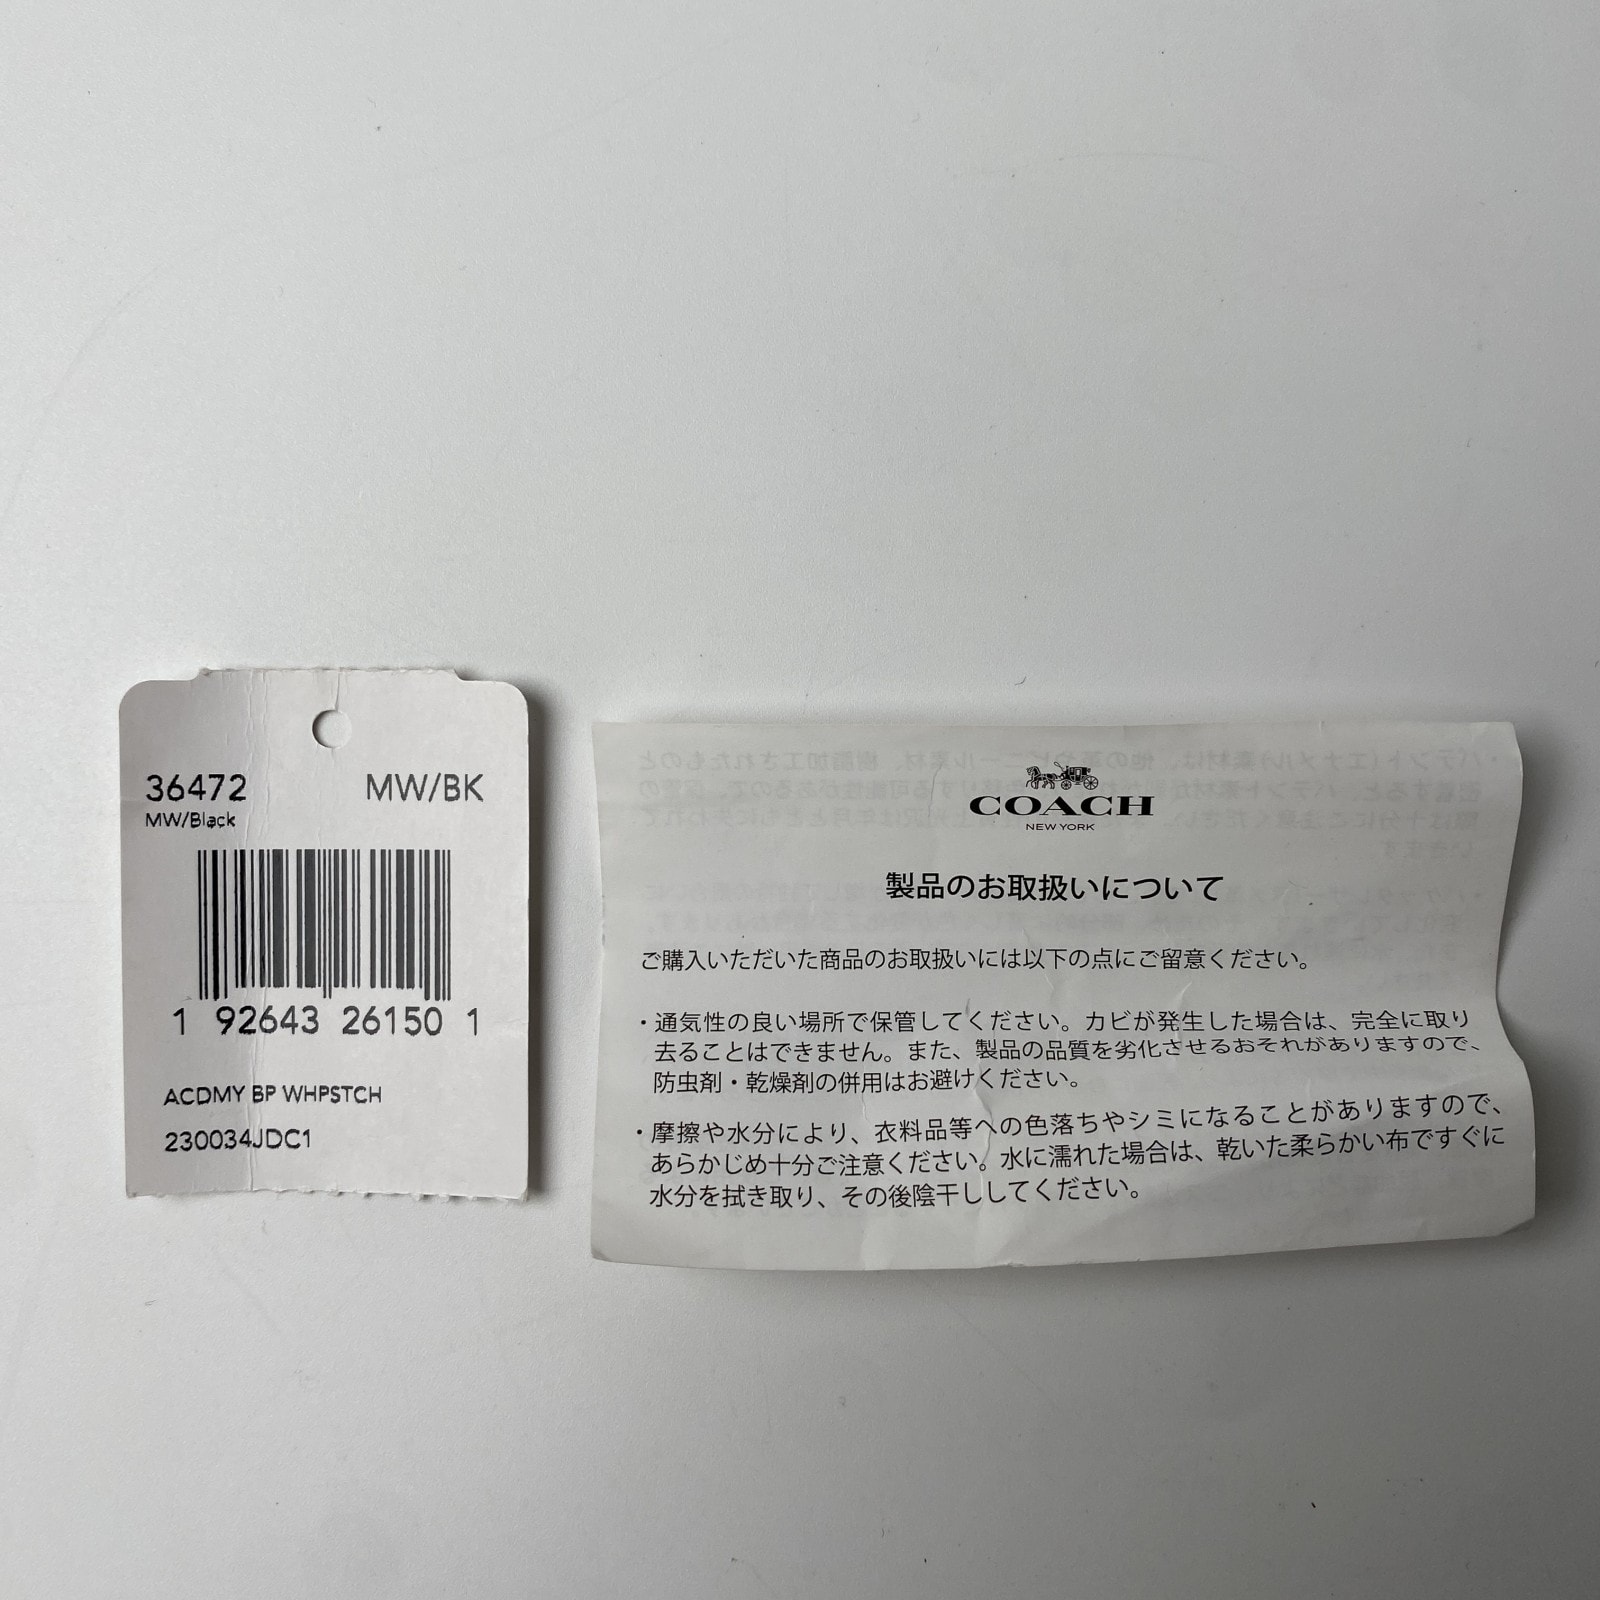 36472 MW/BK
MW/Black
1 92643 26150 1
ACDMY BP WHPSTCH
230034JDC1
COACH
NEW YORK
製品のお取扱いについて
ご購入いただいた商品のお取扱いには以下の点にご留意ください。
・通気性の良い場所で保管してください。カビが発生した場合は、完全に取り
去ることはできません。また、製品の品質を劣化させるおそれがありますので、
防虫剤・乾燥剤の併用はお避けください。
・摩擦や水分により、衣料品等への色落ちやシミになることがありますので、
あらかじめ十分ご注意ください。水に濡れた場合は、乾いた柔らかい布ですぐに
水分を拭き取り、その後陰干ししてください。